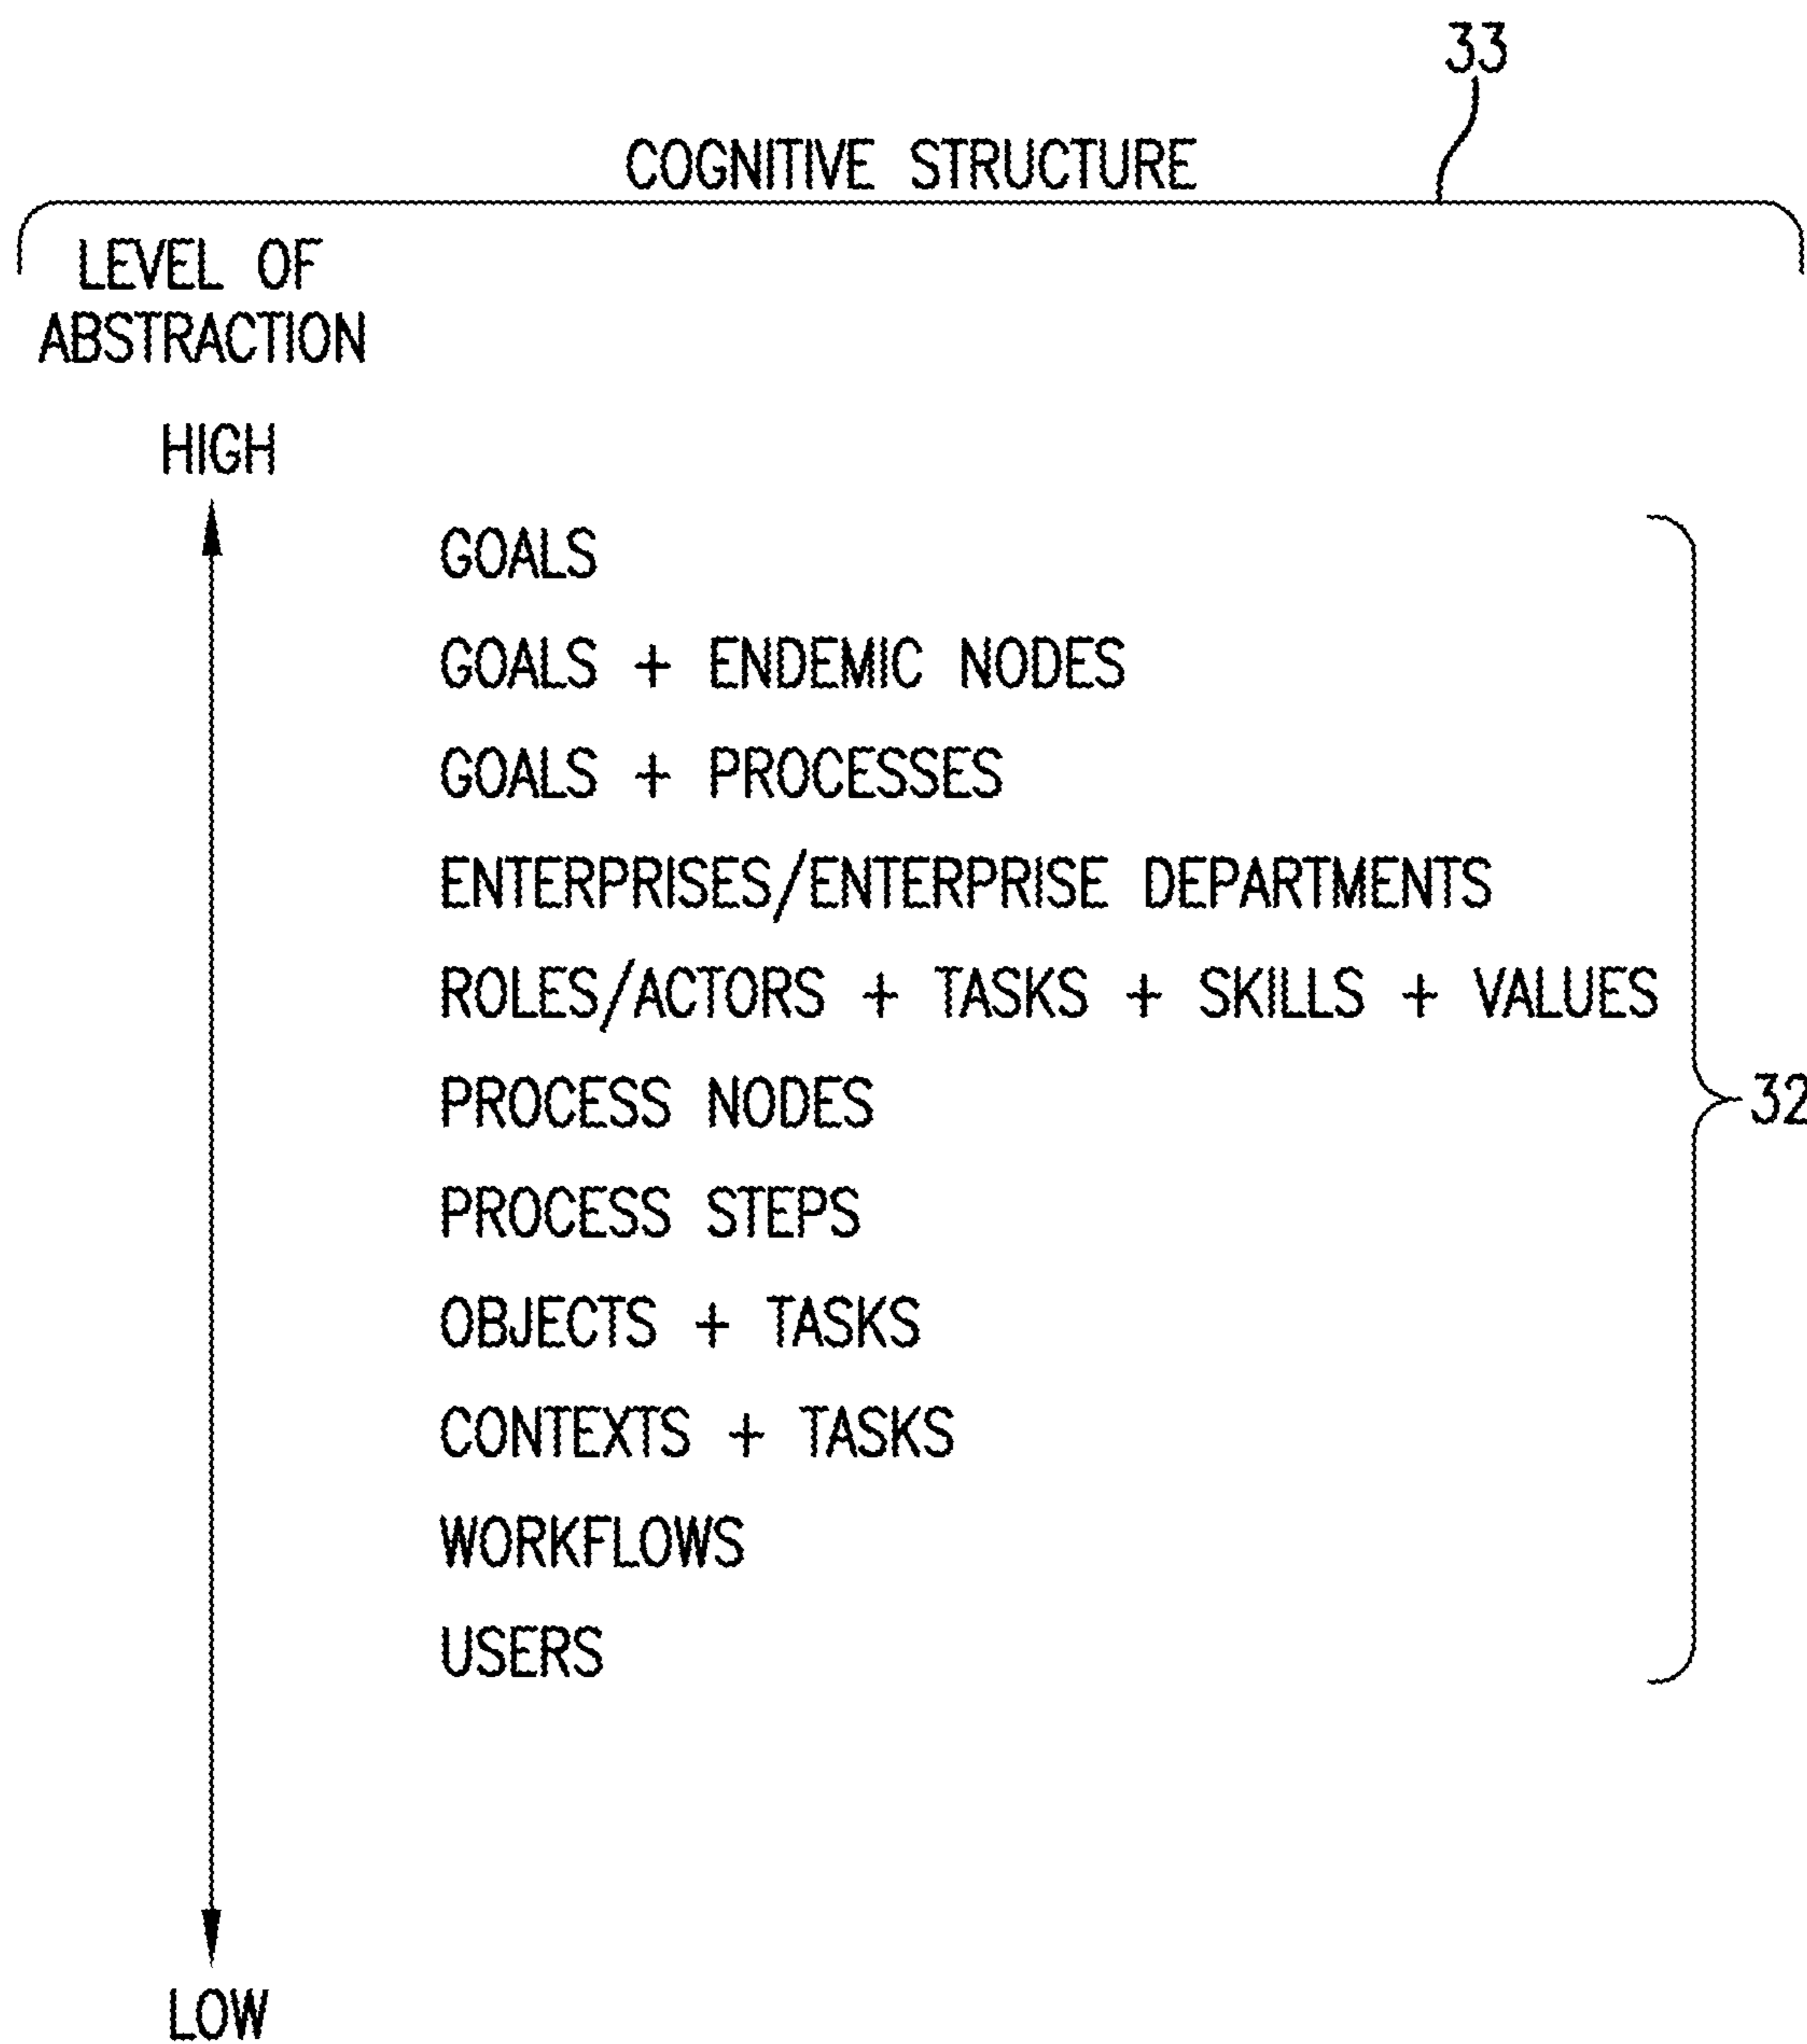 33
COGNITIVE STRUCTURE
LEVEL OF
ABSTRACTION
HIGH
GOALS
GOALS + ENDEMIC NODES
GOALS + PROCESSES
ENTERPRISES/ENTERPRISE DEPARTMENTS
ROLES/ACTORS + TASKS + SKILLS + VALUES
PROCESS NODES
32
PROCESS STEPS
OBJECTS + TASKS
CONTEXTS + TASKS
WORKFLOWS
USERS
LOW